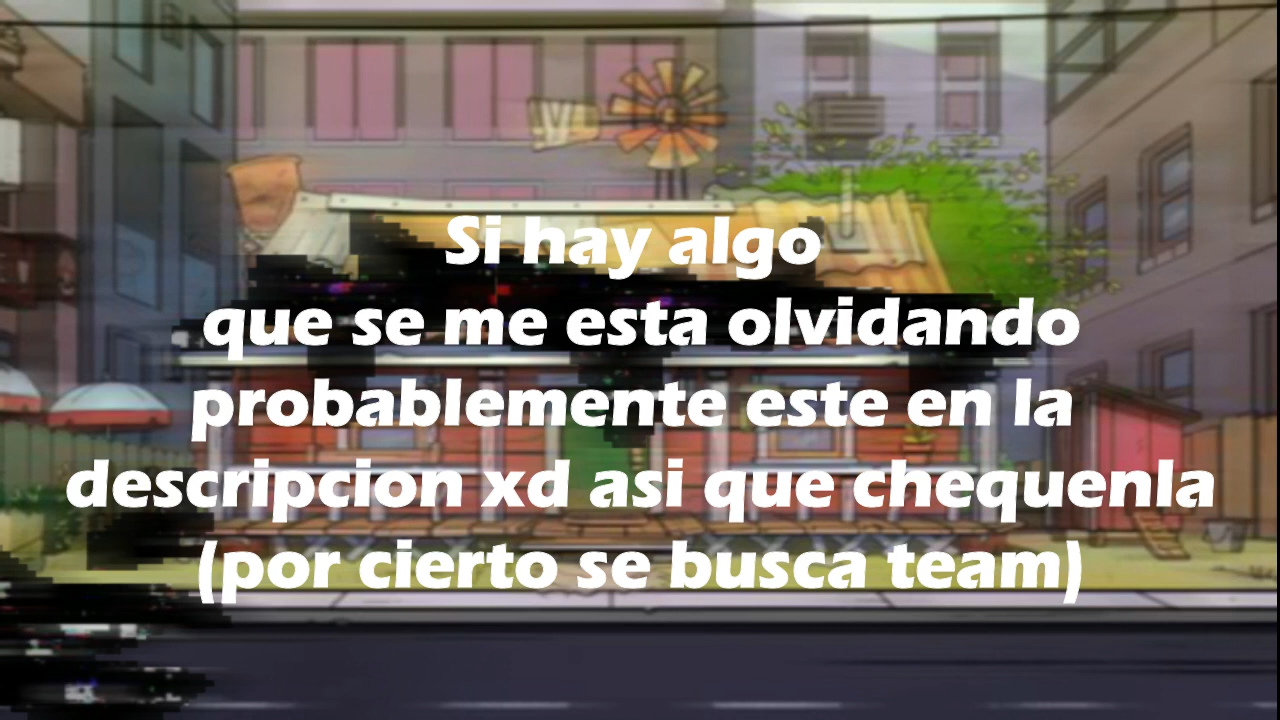 Si hay algo
que se me esta olvidando
probablemente este en la
descripcion xd asi que chequenla
(por cierto se busca team)